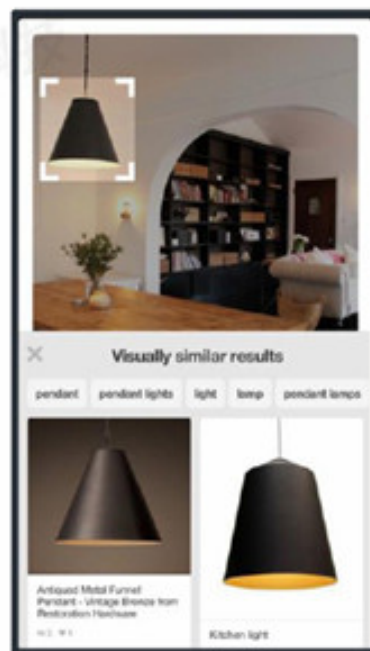 Visually similar results
pendant
pendant lights
light
lamp
pendant lamps
Antiqued Metal Funnel
Pendant - Vintage Bronze from
Restoration Hardware
Kitchen light